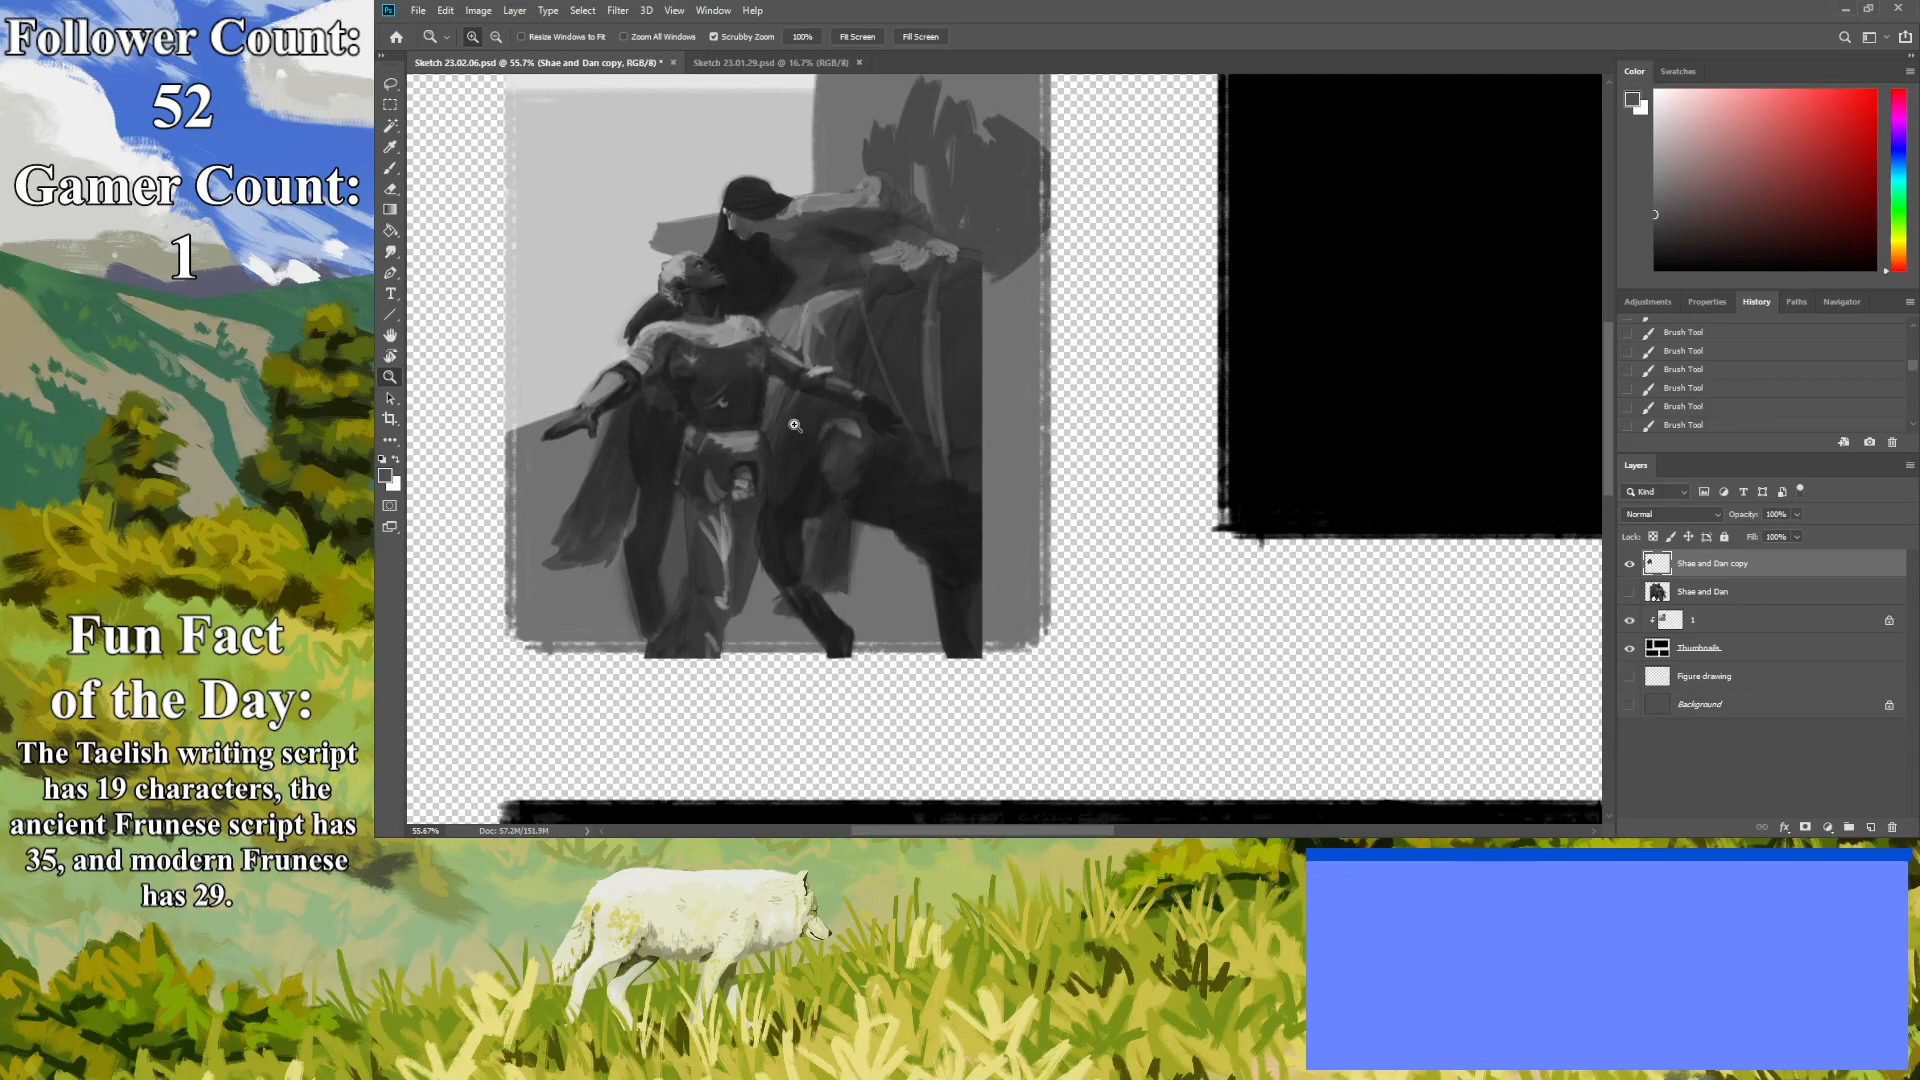 Follower Count:
52
Gamer Count:
1
Fun Fact
of the Day:
The Taelish writing script
has 19 characters, the
ancient Frunese script has
35, and modern Frunese
has 29.
Ps File Edit Image Layer Type Select Filter 3D View Window Help
Resize Windows to Fit Zoom All Windows Scrubby Zoom 100% Fit Screen Fill Screen
Sketch 23.02.06.psd @ 55.7% (Shae and Dan copy, RGB/8) * Sketch 23.01.29.psd @ 16.7% (RGB/8)
55.67% Doc: 57.2M/151.9M
Color Swatches
Adjustments Properties History Paths Navigator
Brush Tool
Brush Tool
Brush Tool
Brush Tool
Brush Tool
Brush Tool
Layers
Kind
Normal Opacity: 100%
Lock: Fill: 100%
Shae and Dan copy
Shae and Dan
1
Thumbnails
Figure drawing
Background